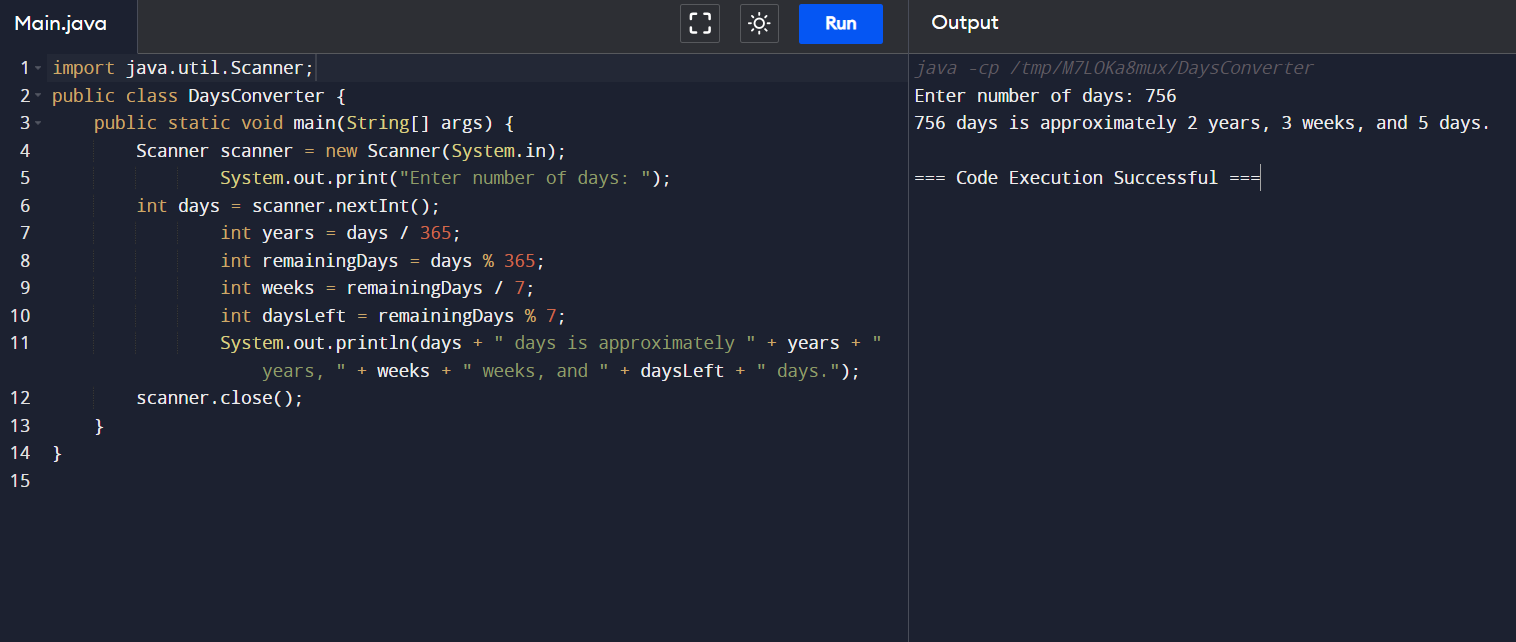 Main.java
Run
Output
1 import java.util.Scanner;
2 public class DaysConverter {
3     public static void main(String[] args) {
4         Scanner scanner = new Scanner(System.in);
5                 System.out.print("Enter number of days: ");
6         int days = scanner.nextInt();
7                 int years = days / 365;
8                 int remainingDays = days % 365;
9                 int weeks = remainingDays / 7;
10                 int daysLeft = remainingDays % 7;
11                 System.out.println(days + " days is approximately " + years + "
years, " + weeks + " weeks, and " + daysLeft + " days.");
12         scanner.close();
13     }
14 }
15
java -cp /tmp/M7LOKa8mux/DaysConverter
Enter number of days: 756
756 days is approximately 2 years, 3 weeks, and 5 days.
=== Code Execution Successful ===